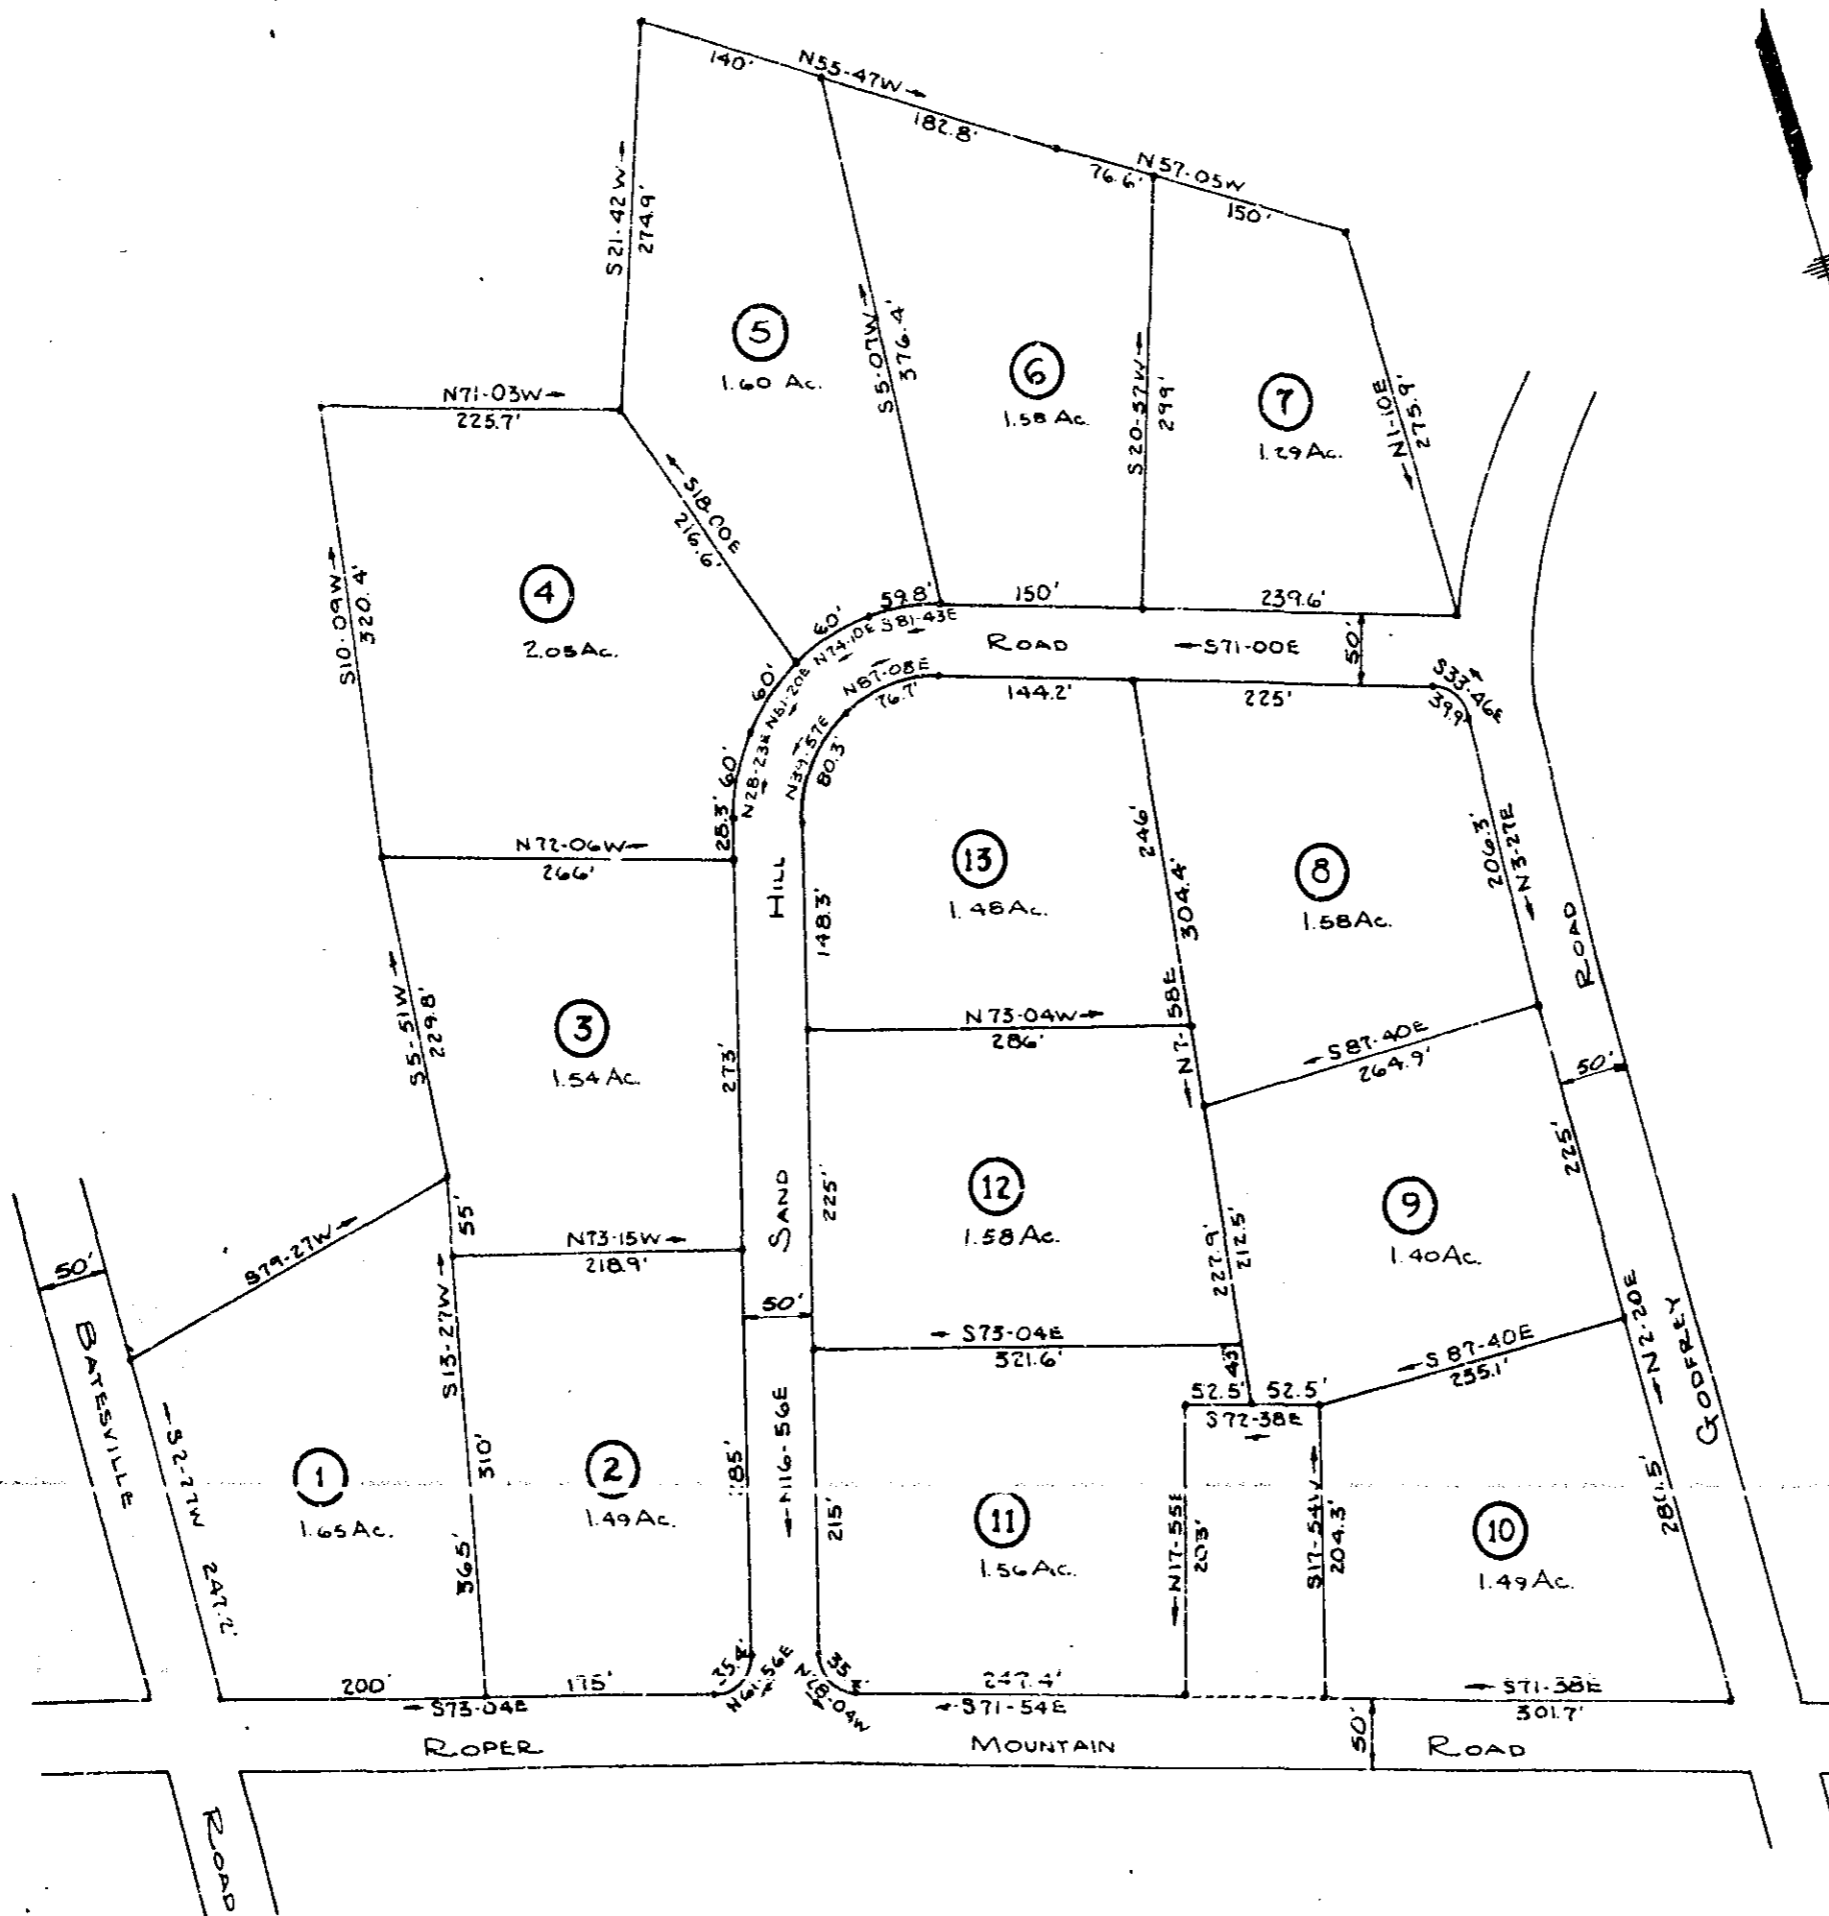 N55-47W
140'
182.8'
N57-05W
76.6'
150'
S21-42W
274.9'
5
1.60 Ac.
S5-07W
376.4'
6
1.58 Ac.
S20-37W
299'
7
1.29 Ac.
N1-10E
275.9'
N71-03W
225.7'
S18-00E
216.6'
4
2.05 Ac.
S10-09W
320.4'
60'
59.8'
150'
239.6'
N74-10E
S81-43E
ROAD
S71-00E
50'
60'
N51-20E
N87-08E
76.7'
144.2'
225'
S33-46E
39.9'
60'
N28-23E
N39-57E
80.3'
28.3'
N72-06W
266'
HILL
148.3'
13
1.48 Ac.
246'
304.4'
8
1.58 Ac.
206.3'
N3-27E
ROAD
S5-51W
229.8'
3
1.54 Ac.
273'
N73-04W
286'
N7-58E
S87-40E
264.9'
50'
225'
SAND
225'
12
1.58 Ac.
227.9'
212.5'
9
1.40 Ac.
S79-27W
55'
N73-15W
218.9'
50'
50'
S73-04E
321.6'
43'
S87-40E
255.1'
N2-20E
GODFREY
BATESVILLE
S2-27W 247.2'
S13-27W
310'
365'
1
1.65 Ac.
2
1.49 Ac.
N16-56E
215'
52.5'
52.5'
S72-38E
11
1.56 Ac.
N17-55E
203'
S17-54W
204.3'
10
1.49 Ac.
200'
175'
35.4'
N61-56E
N28-04W
247.4'
S73-04E
S71-54E
S71-38E
301.7'
50'
ROPER
MOUNTAIN
ROAD
ROAD